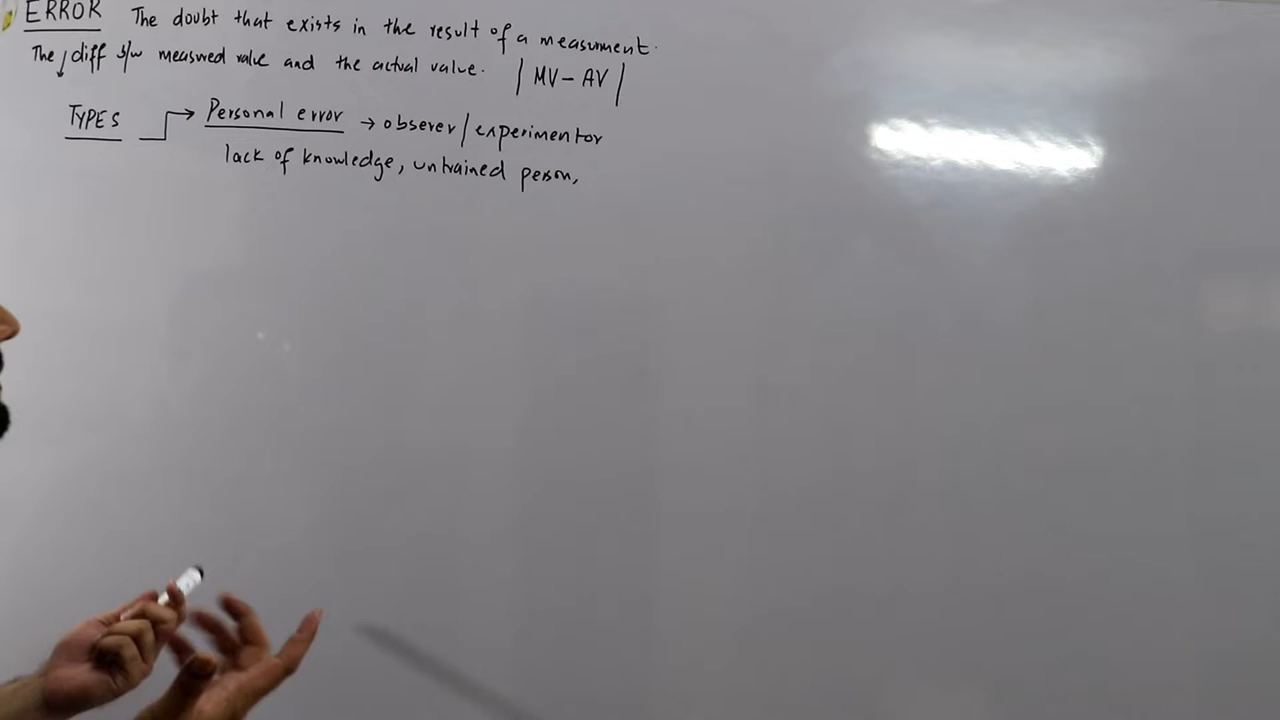 ERROR The doubt that exists in the result of a measurment.
The diff b/w measured value and the actual value. | MV - AV |
TYPES → Personal error → observer / experimentor
lack of knowledge, untrained person,